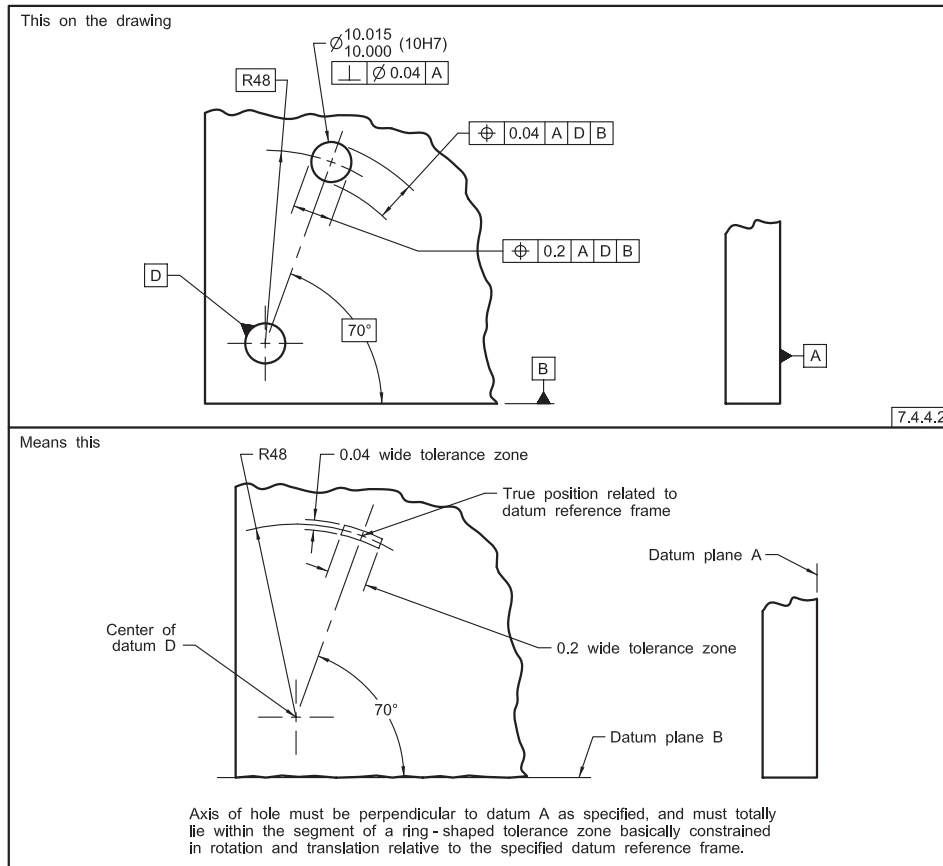 This on the drawing
10.015
Ø 10.000 (10H7)
⊥ Ø 0.04 A
R48
⌖ 0.04 A D B
⌖ 0.2 A D B
D
70°
B
A
7.4.4.2
Means this
R48
0.04 wide tolerance zone
True position related to
datum reference frame
Datum plane A
Center of
datum D
0.2 wide tolerance zone
70°
Datum plane B
Axis of hole must be perpendicular to datum A as specified, and must totally
lie within the segment of a ring-shaped tolerance zone basically constrained
in rotation and translation relative to the specified datum reference frame.